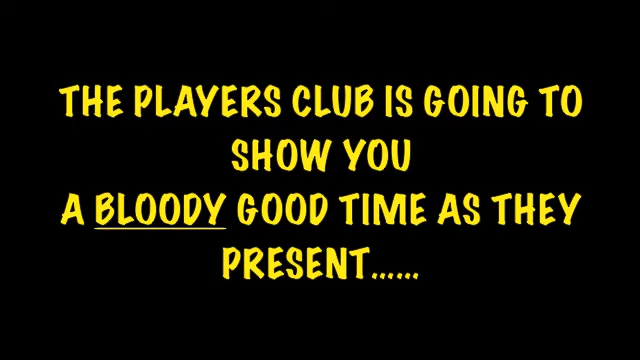 THE PLAYERS CLUB IS GOING TO
SHOW YOU
A BLOODY GOOD TIME AS THEY
PRESENT......